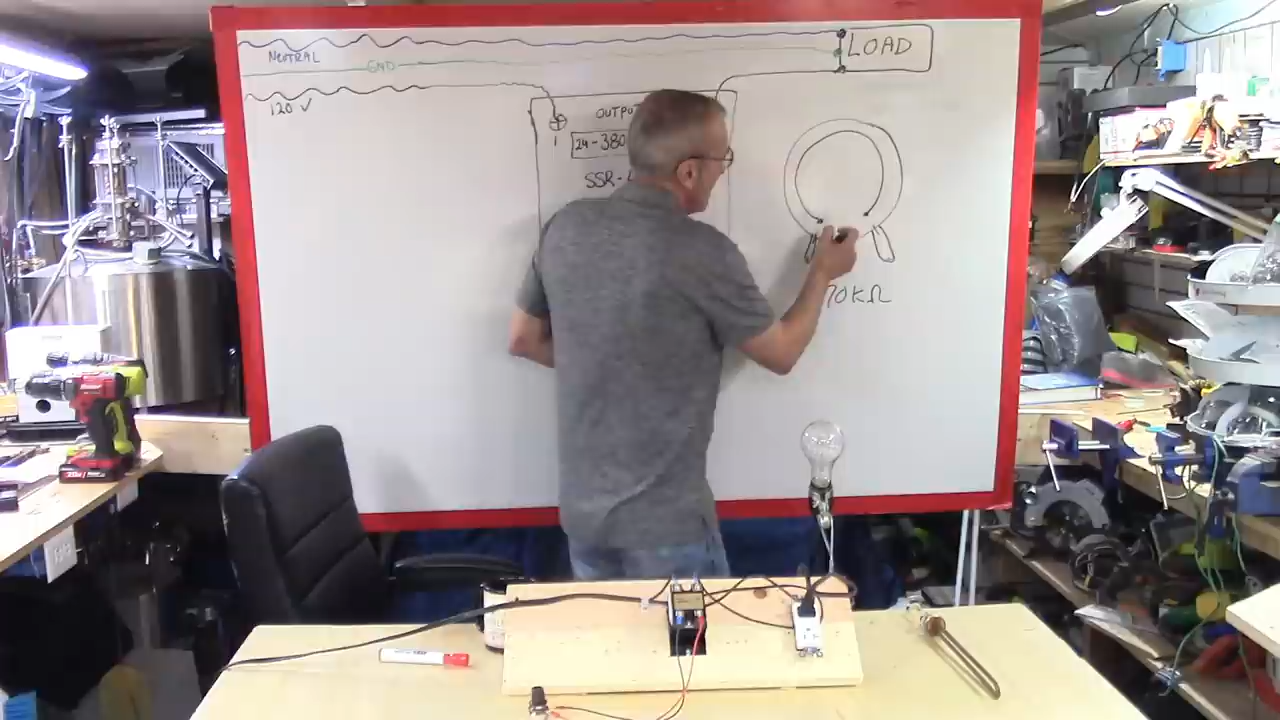 NEUTRAL
GND
120 V
LOAD
OUTPUT
1
24-380
SSR-
70KΩ